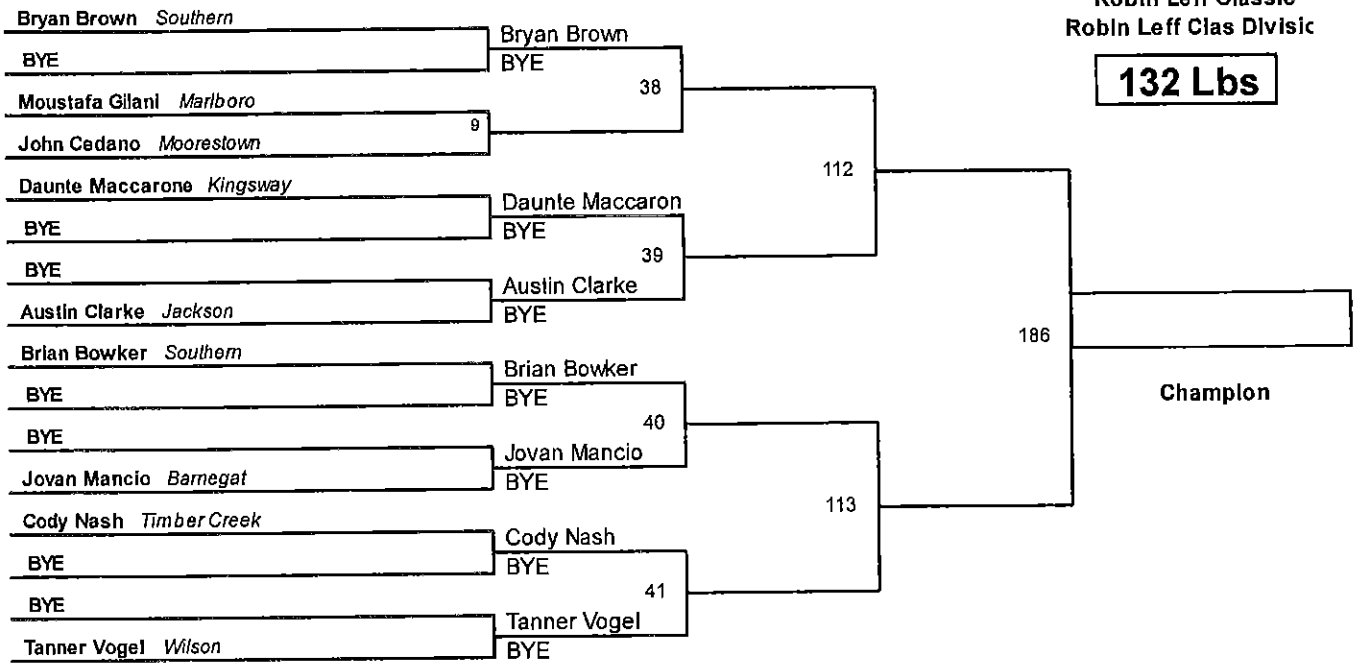 Robin Leff Classic
Robin Leff Clas Divisic
132 Lbs
Bryan Brown Southern
BYE
Moustafa Gilani Marlboro
John Cedano Moorestown
Daunte Maccarone Kingsway
BYE
BYE
Austin Clarke Jackson
Brian Bowker Southern
BYE
BYE
Jovan Mancio Barnegat
Cody Nash Timber Creek
BYE
BYE
Tanner Vogel Wilson
9
Bryan Brown
BYE
38
Daunte Maccaron
BYE
39
Austin Clarke
BYE
Brian Bowker
BYE
40
Jovan Mancio
BYE
Cody Nash
BYE
41
Tanner Vogel
BYE
112
113
186
Champion